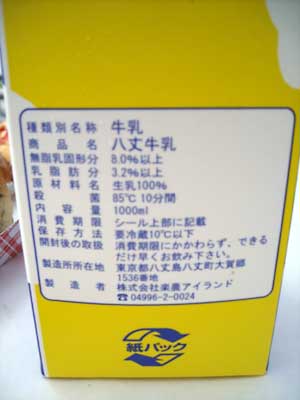 種類別名称 牛乳
商品名 八丈牛乳
無脂乳固形分 8.0%以上
乳脂肪分 3.2%以上
原材料名 生乳100%
殺菌 85℃ 10分間
内容量 1000ml
消費期限 シール上部に記載
保存方法 要冷蔵10℃以下
開封後の取扱 消費期限にかかわらず、できる
だけ早くお飲み下さい。
製造所所在地 東京都八丈島八丈町大賀郷
1536番地
製造者 株式会社楽農アイランド
☎04996-2-0024
紙パック